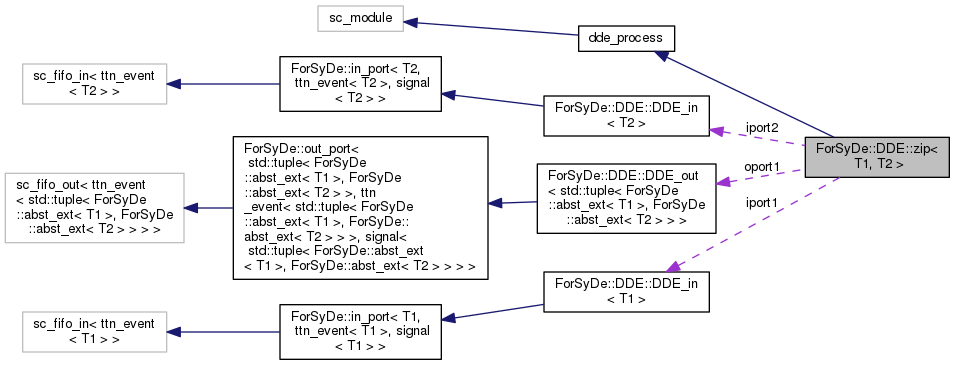 sc_module
dde_process
sc_fifo_in< ttn_event
< T2 > >
ForSyDe::in_port< T2,
ttn_event< T2 >, signal
< T2 > >
ForSyDe::DDE::DDE_in
< T2 >
iport2
ForSyDe::DDE::zip<
T1, T2 >
sc_fifo_out< ttn_event
< std::tuple< ForSyDe
::abst_ext< T1 >, ForSyDe
::abst_ext< T2 > > > >
ForSyDe::out_port<
std::tuple< ForSyDe
::abst_ext< T1 >, ForSyDe
::abst_ext< T2 > >, ttn
_event< std::tuple< ForSyDe
::abst_ext< T1 >, ForSyDe::
abst_ext< T2 > > >, signal<
std::tuple< ForSyDe::abst_ext
< T1 >, ForSyDe::abst_ext< T2 > > > >
ForSyDe::DDE::DDE_out
< std::tuple< ForSyDe
::abst_ext< T1 >, ForSyDe
::abst_ext< T2 > > >
oport1
iport1
ForSyDe::DDE::DDE_in
< T1 >
ForSyDe::in_port< T1,
ttn_event< T1 >, signal
< T1 > >
sc_fifo_in< ttn_event
< T1 > >